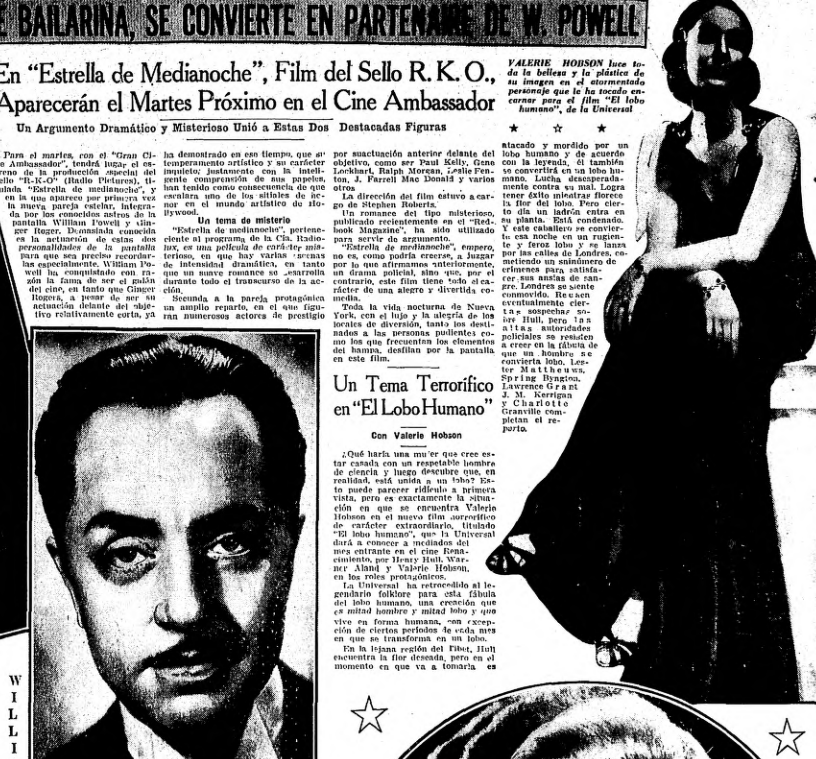 E BAILARINA, SE CONVIERTE EN PARTENAIRE DE W. POWELL
En "Estrella de Medianoche", Film del Sello R. K. O.,
Aparecerán el Martes Próximo en el Cine Ambassador
Un Argumento Dramático y Misterioso Unió a Estas Dos Destacadas Figuras
Para el martes, con el "Gran Ci-
e Ambassador", tendrá lugar el es-
reno de la producción especial del
ello "R-K-O" (Radio Pictures), ti-
ulada "Estrella de medianoche", y
en la que aparece por primera vez
la nueva pareja estelar, integra-
da por los conocidos astros de la
pantalla William Powell y Gin-
ger Roger. Demasiada conocida
es la actuación de estas dos
personalidades de la pantalla
para que sea preciso recordar-
las especialmente. William Po-
well ha conquistado con ra-
zón la fama de ser el galán
del cine, en tanto que Ginger
Rogers, a pesar de ser su
actuación delante del obje-
tivo relativamente corta, ya
ha demostrado en ese tiempo, que su
temperamento artístico y su carácter
inquieto; justamente con la inteli-
gente comprensión de sus papeles
han tenido como consecuencia de que
escalara uno de los sitiales de ho-
nor en el mundo artístico de Ho-
llywood.
Un tema de misterio
"Estrella de medianoche", pertene-
ciente al programa de la Cía. Radio-
lux, es una película de carácter mis-
terioso, en que hay varias escenas
de intensidad dramática, en tanto
que un suave romance se desarrolla
durante todo el transcurso de la ac-
ción.
Secunda a la pareja protagónica
un amplio reparto, en el que figu-
ran numerosos actores de prestigio
por suactuación anterior delante del
objetivo, como ser Paul Kelly, Gene
Lockhart, Ralph Morgan, Leslie Fen-
ton, J. Farrell Mac Donald y varios
otros
La dirección del film estuvo a car-
go de Stephen Roberts.
Un romance del tipo misterioso,
publicado recientemente en el "Red-
book Magazine", ha sido utilizado
para servir de argumento.
"Estrella de medianoche", empero,
no es, como podría creerse, a juzgar
por lo que afirmamos anteriormente,
un drama policial, sino que, por el
contrario, este film tiene todo el ca-
rácter de una alegre y divertida co-
media.
Toda la vida nocturna de Nueva
York, con el lujo y la alegría de los
locales de diversión, tanto los desti-
nados a las personas pudientes co-
mo los que frecuentan los elementos
del hampa, desfilan por la pantalla
en este film.
Un Tema Terrorífico
en "El Lobo Humano"
Con Valerie Hobson
¿Qué haría una mujer que cree es-
tar casada con un respetable hombre
de ciencia y luego descubre que, en
realidad, está unida a un lobo? Es-
to puede parecer ridículo a primera
vista, pero es exactamente la situa-
ción en que se encuentra Valerie
Hobson en el nuevo film
de carácter extraordinario, titulado
"El lobo humano", que la Universal
dará a conocer a mediados del
mes entrante en el cine Rena-
cimiento, por Henry Hull, War-
ner Aland y Valerie Hobson,
en los roles protagónicos.
La Universal ha retrocedido al le-
gendario folklore para esta fábula
del lobo humano, una creación que
es mitad hombre y mitad lobo y que
vive en forma humana, con excep-
ción de ciertos períodos de cada mes
en que se transforma en un lobo.
En la lejana región del Tibet, Hull
encuentra la flor deseada, pero en el
momento en que va a tomarla es
VALERIE HOBSON luce to-
da la belleza y la plástica de
su imagen en el atormentado
personaje que le ha tocado en-
carnar para el film "El lobo
humano", de la Universal
atacado y mordido por un
lobo humano y de acuerdo
con la leyenda, él también
se convertirá en un lobo hu-
mano. Lucha desesperada-
mente contra su mal. Logra
tener éxito mientras florece
la flor del lobo. Pero cier-
to día un ladrón entra en
su planta. Está condenado.
Y este caballero se convier-
te esa noche en un rugien-
te y feroz lobo y se lanza
por las calles de Londres, co-
metiendo un sinnúmero de
crímenes para satisfa-
cer sus ansias de san-
gre. Londres se siente
conmovido. Recaen
eventualmente cier-
tas sospechas so-
bre Hull, pero las
altas autoridades
policiales se resisten
a creer en la fábula de
que un hombre se
convierta lobo. Les-
ter Matthews,
Spring Byngton,
Lawrence Grant
J. M. Kerrigan
y Charlotte
Granville com-
pletan el re-
parto.
W
I
L
L
I